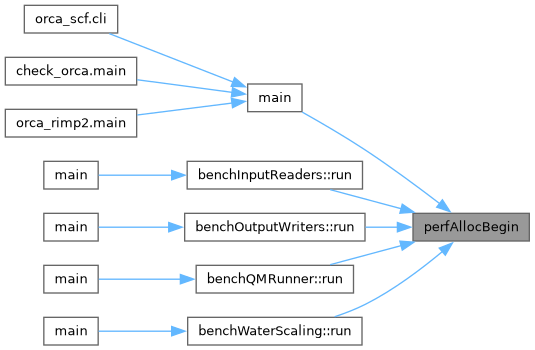 orca_scf.cli
check_orca.main
main
orca_rimp2.main
main
benchInputReaders::run
main
benchOutputWriters::run
perfAllocBegin
main
benchQMRunner::run
main
benchWaterScaling::run